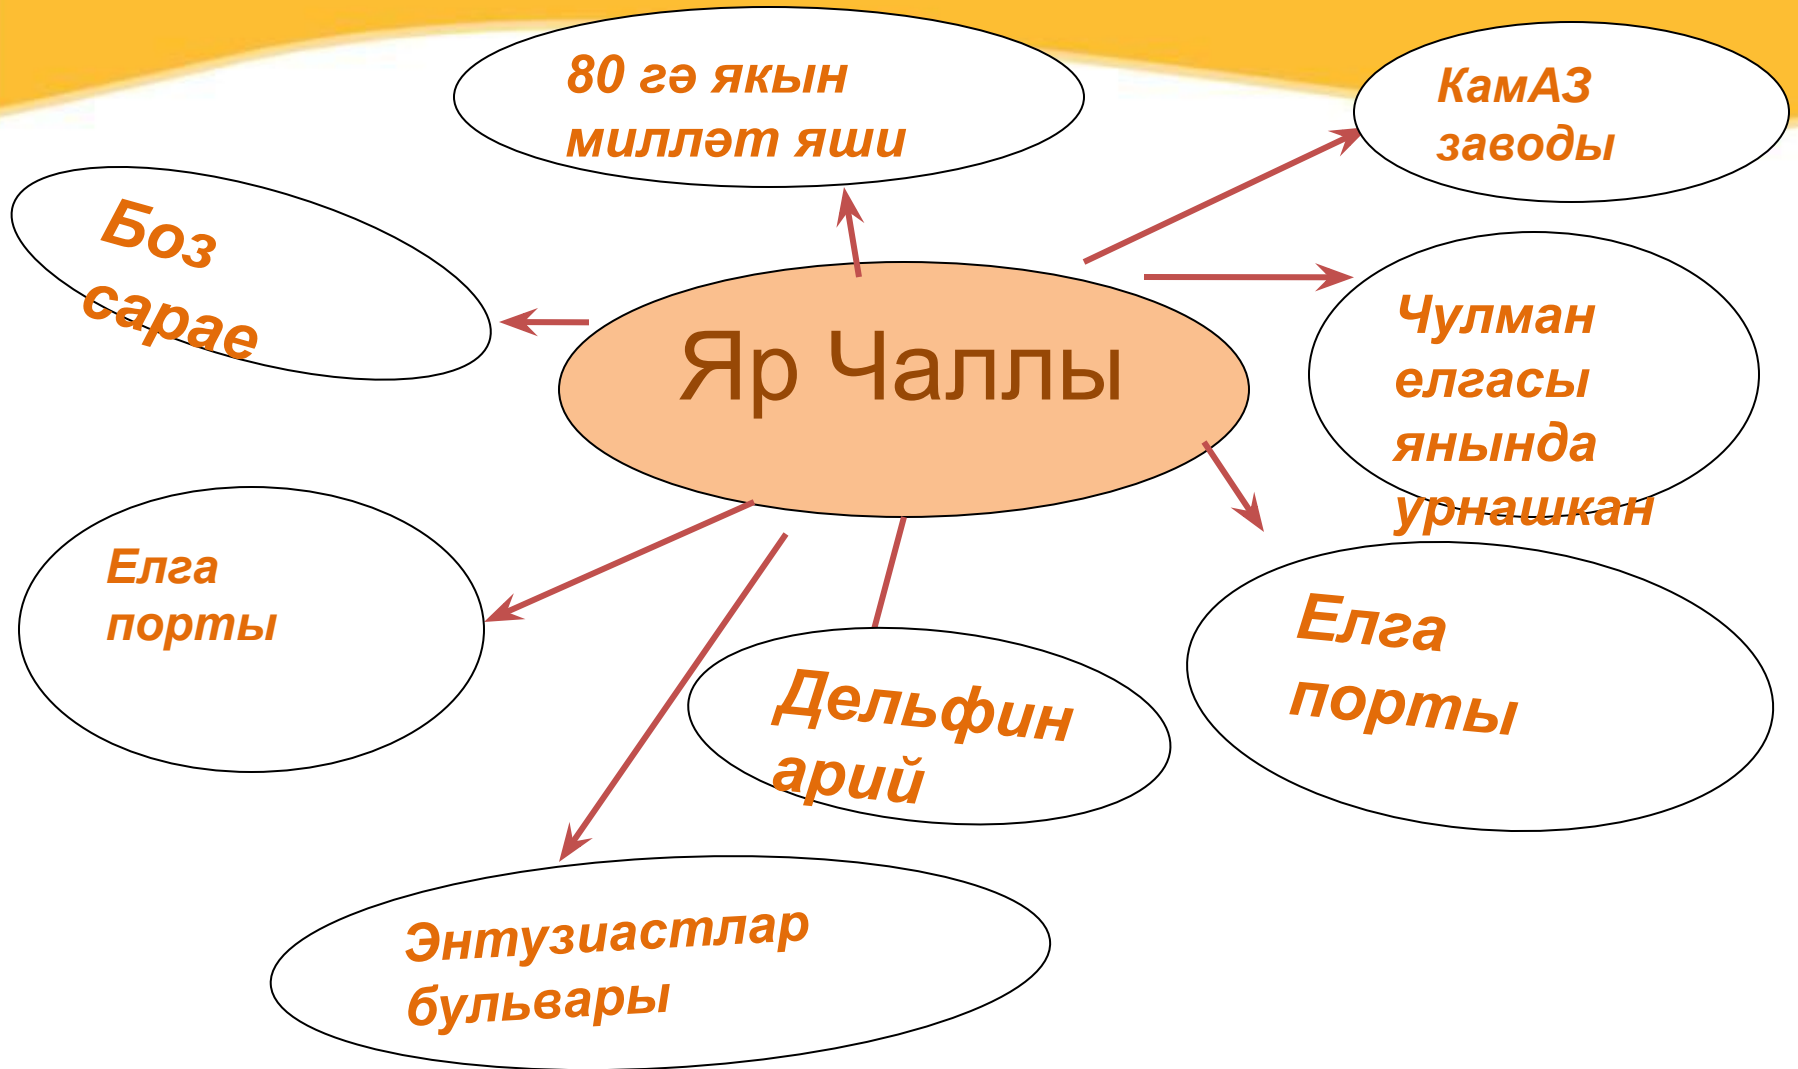 80 гә якын
милләт яши
КамАЗ
заводы
Боз
сарае
Яр Чаллы
Чулман
елгасы
янында
урнашкан
Елга
порты
Елга
порты
Дельфин
арий
Энтузиастлар
бульвары